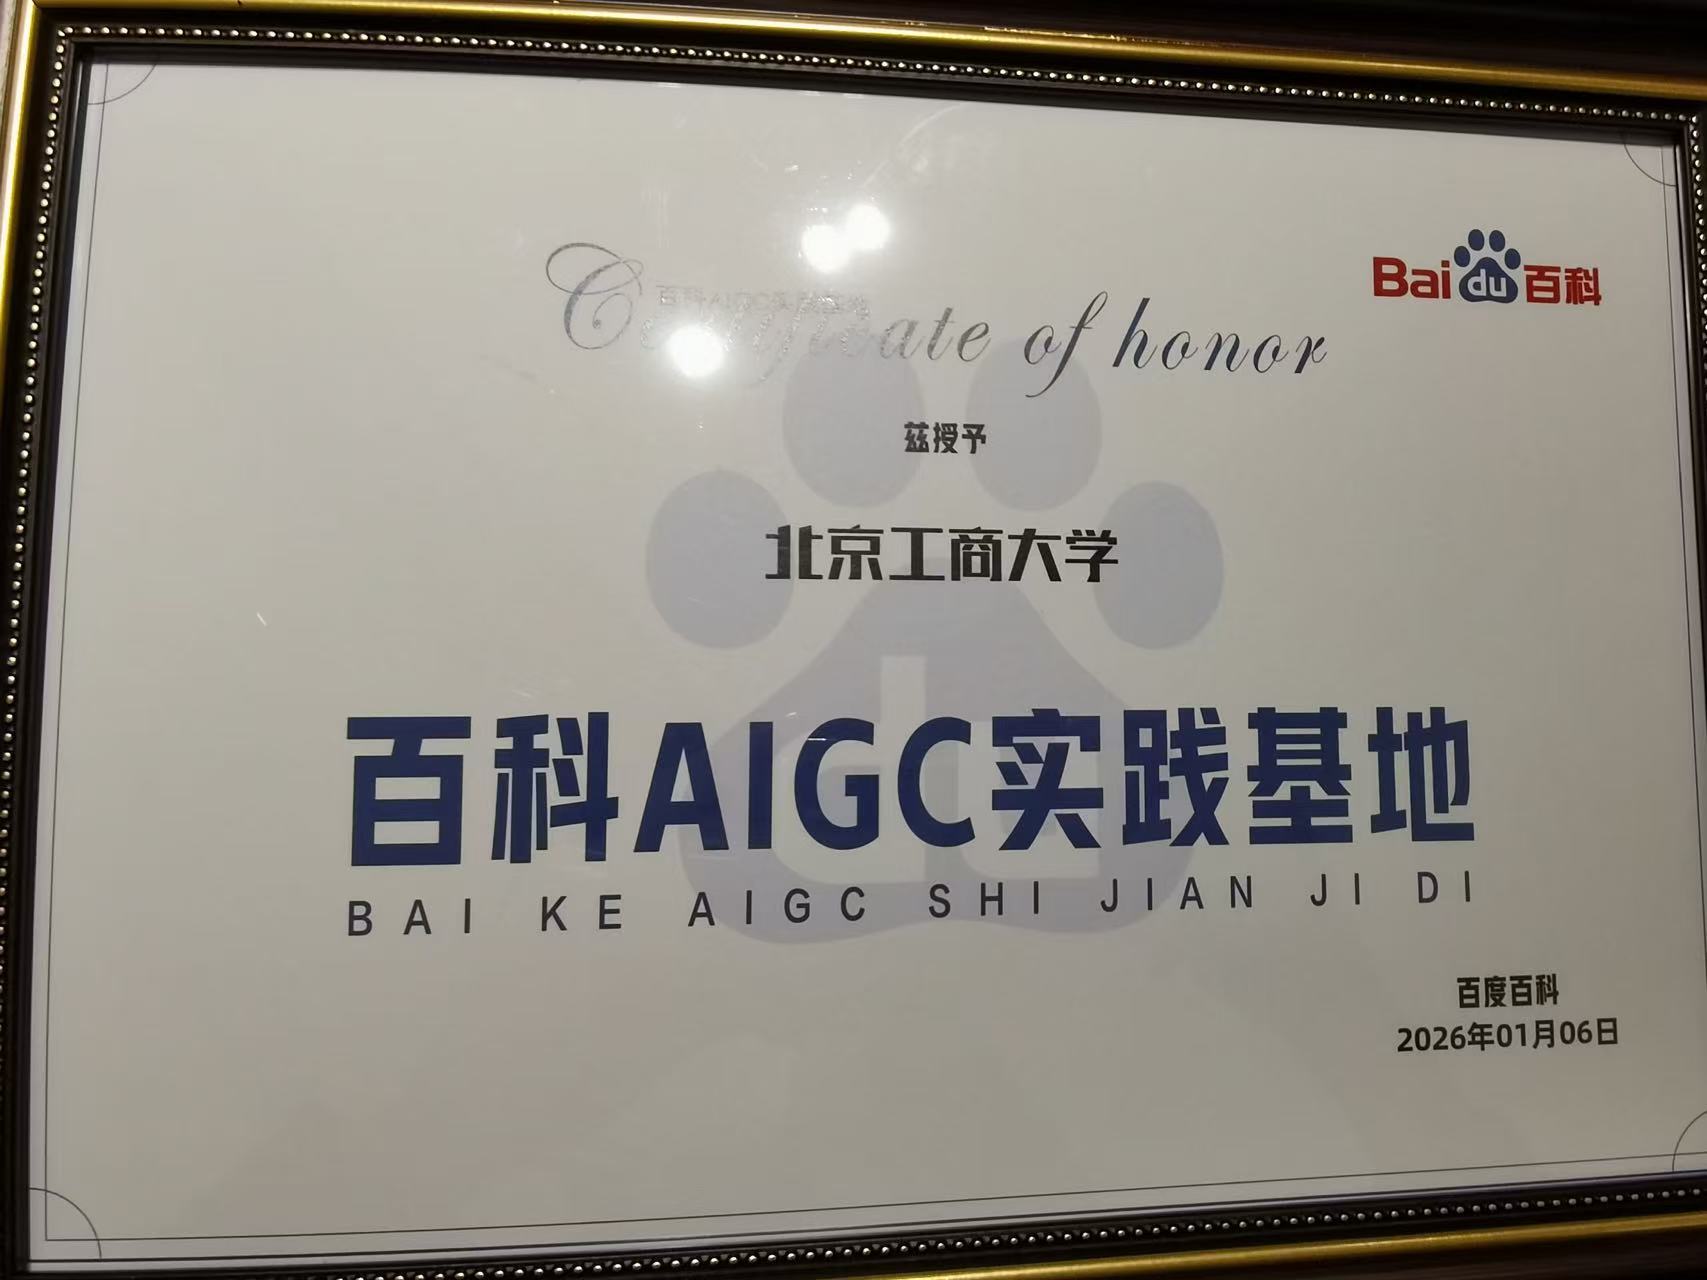 Baidu百科
Certificate of honor
兹授予
北京工商大学
百科AIGC实践基地
BAI KE AIGC SHI JIAN JI DI
百度百科
2026年01月06日